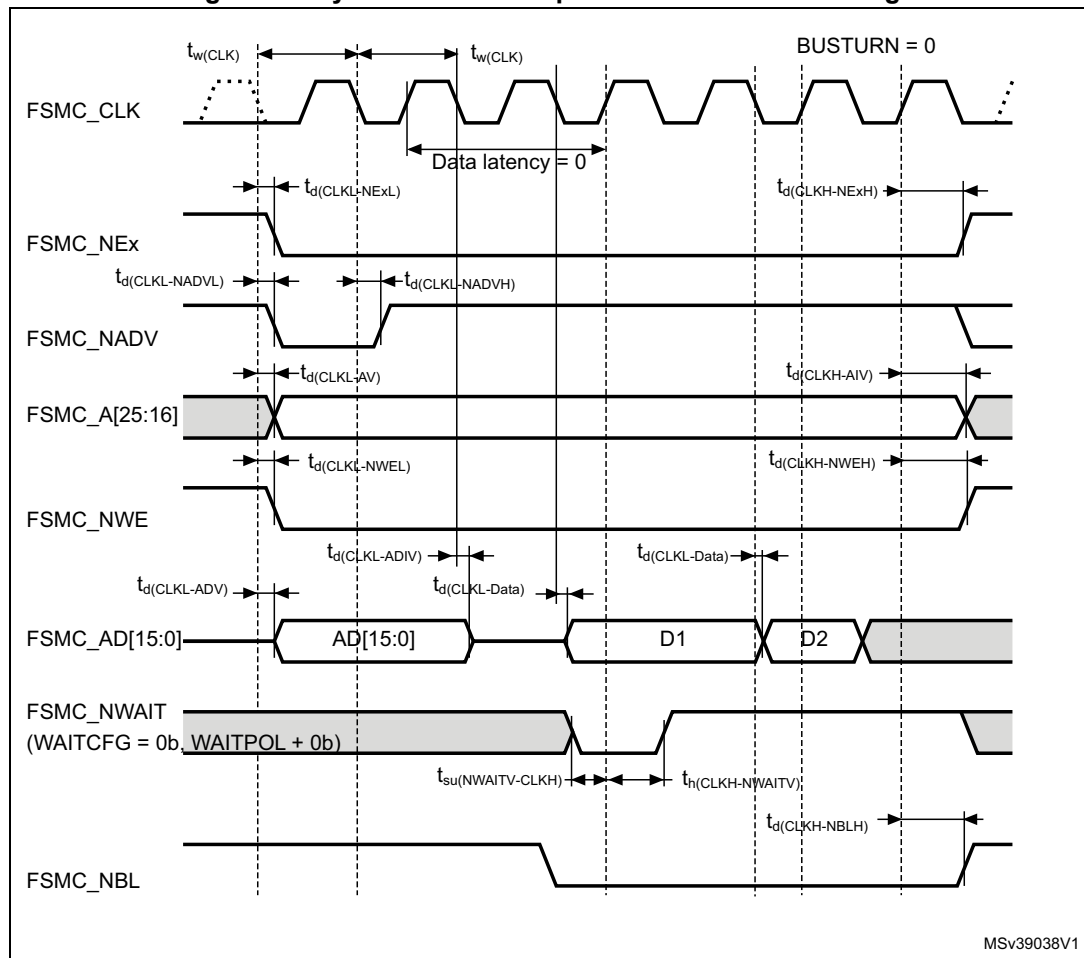 BUSTURN = 0
tw(CLK) tw(CLK)
FSMC_CLK
Data latency = 0
td(CLKL-NExL) td(CLKH-NExH)
FSMC_NEx
td(CLKL-NADVL) td(CLKL-NADVH)
FSMC_NADV
td(CLKL-AV) td(CLKH-AIV)
FSMC_A[25:16]
td(CLKL-NWEL) td(CLKH-NWEH)
FSMC_NWE
td(CLKL-ADIV) td(CLKL-Data)
td(CLKL-ADV) td(CLKL-Data)
FSMC_AD[15:0] AD[15:0] D1 D2
FSMC_NWAIT
(WAITCFG = 0b, WAITPOL + 0b)
tsu(NWAITV-CLKH) th(CLKH-NWAITV)
td(CLKH-NBLH)
FSMC_NBL
MSv39038V1